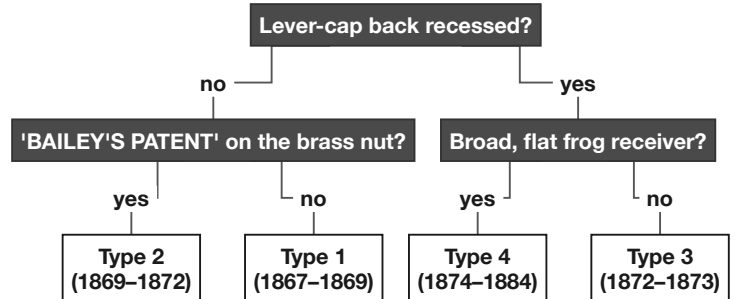 Lever-cap back recessed?
no
yes
'BAILEY'S PATENT' on the brass nut?
Broad, flat frog receiver?
yes
no
yes
no
Type 2
(1869–1872)
Type 1
(1867–1869)
Type 4
(1874–1884)
Type 3
(1872–1873)